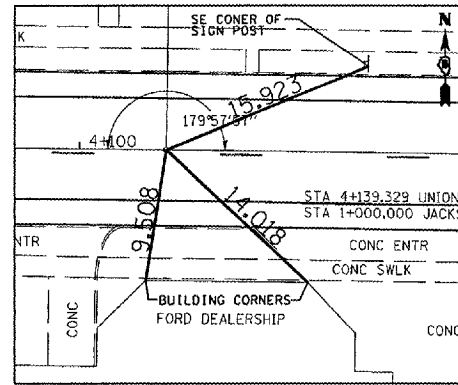 SE CONER OF
SIGN POST
N
K
15.923
179°57'51"
4+100
9.508
14.018
STA 4+139.329 UNION
STA 1+000.000 JACKS
NTR
CONC ENTR
CONC SWLK
BUILDING CORNERS
FORD DEALERSHIP
CONC
CONC